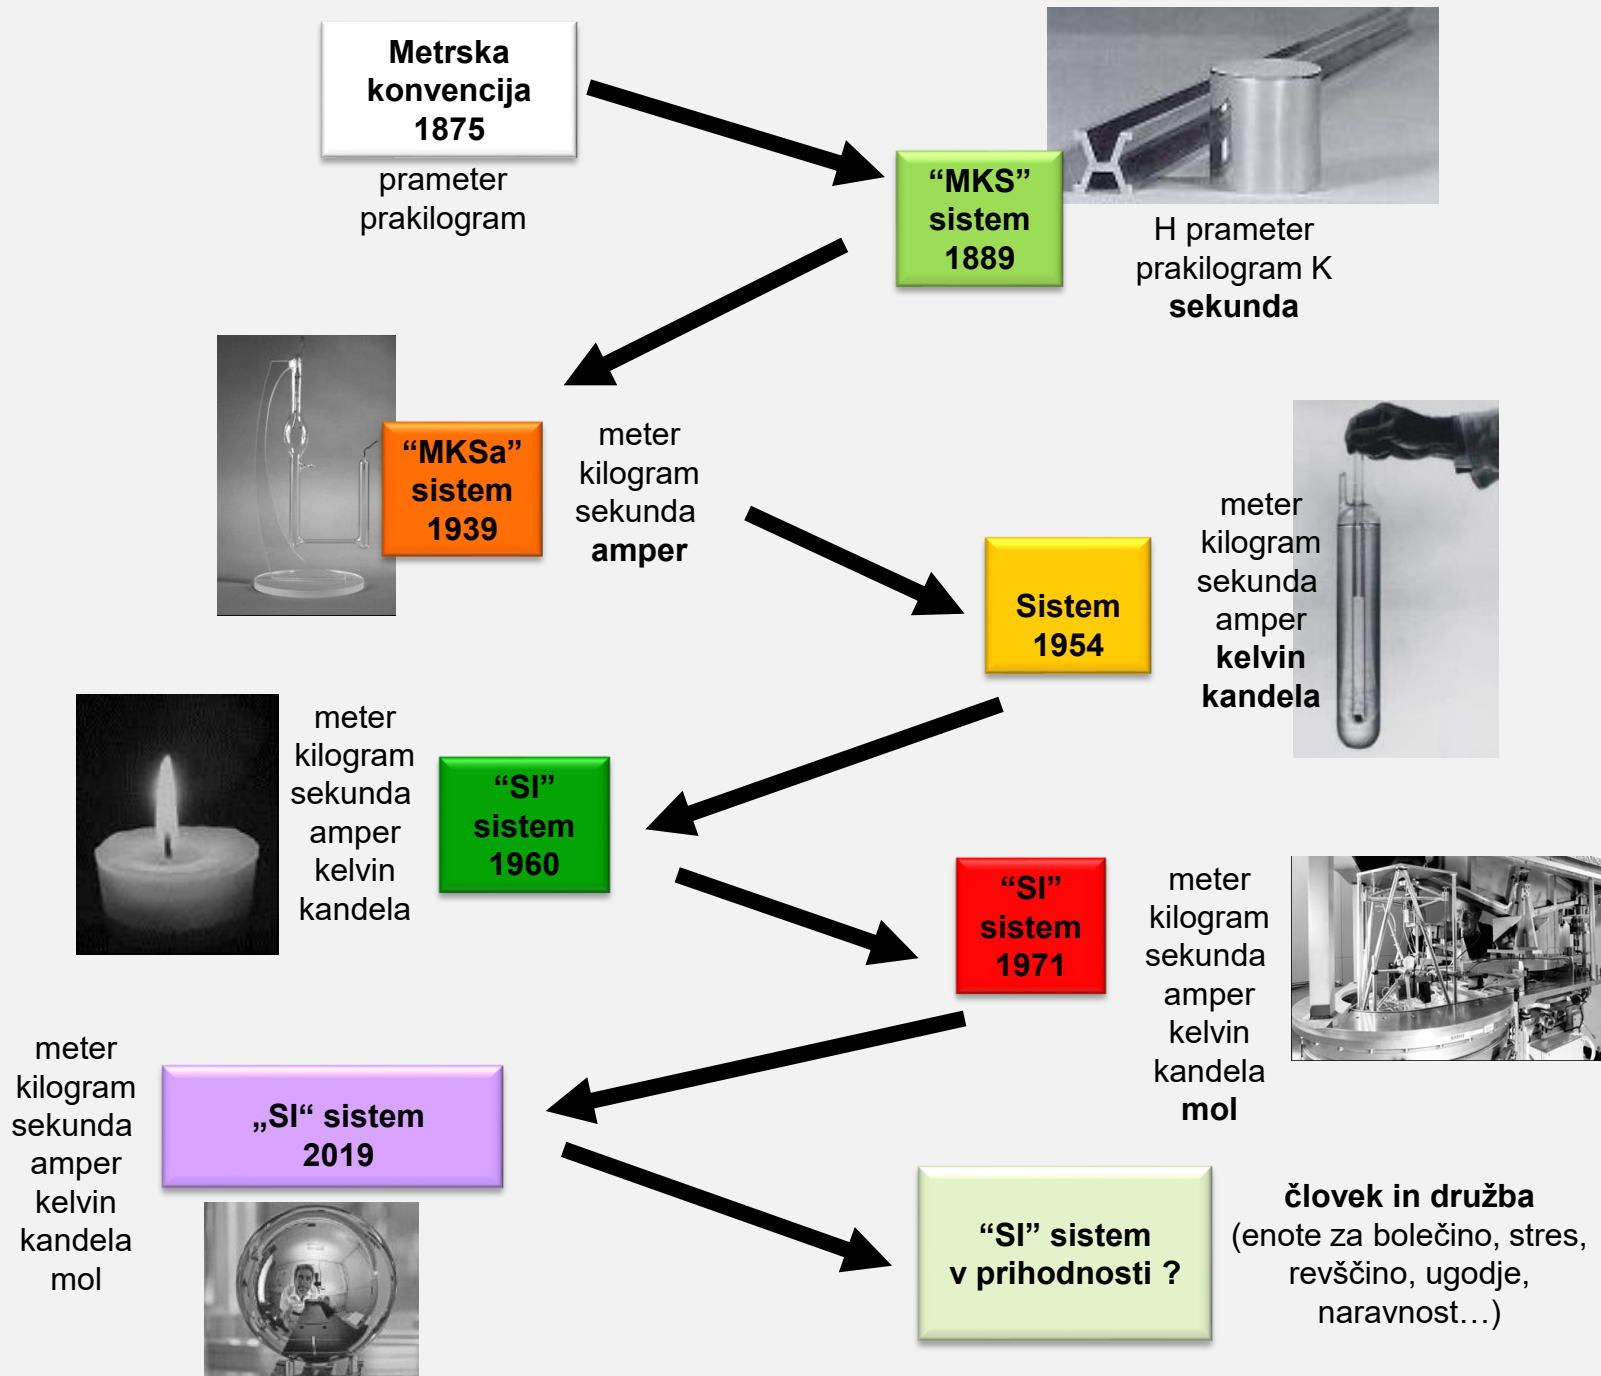 Metrska
konvencija
1875
prameter
prakilogram
“MKS”
sistem
1889
H prameter
prakilogram K
sekunda
“MKSa”
sistem
1939
meter
kilogram
sekunda
amper
Sistem
1954
meter
kilogram
sekunda
amper
kelvin
kandela
meter
kilogram
sekunda
amper
kelvin
kandela
“SI”
sistem
1960
“SI”
sistem
1971
meter
kilogram
sekunda
amper
kelvin
kandela
mol
meter
kilogram
sekunda
amper
kelvin
kandela
mol
„SI“ sistem
2019
“SI” sistem
v prihodnosti ?
človek in družba
(enote za bolečino, stres,
revščino, ugodje,
naravnost…)